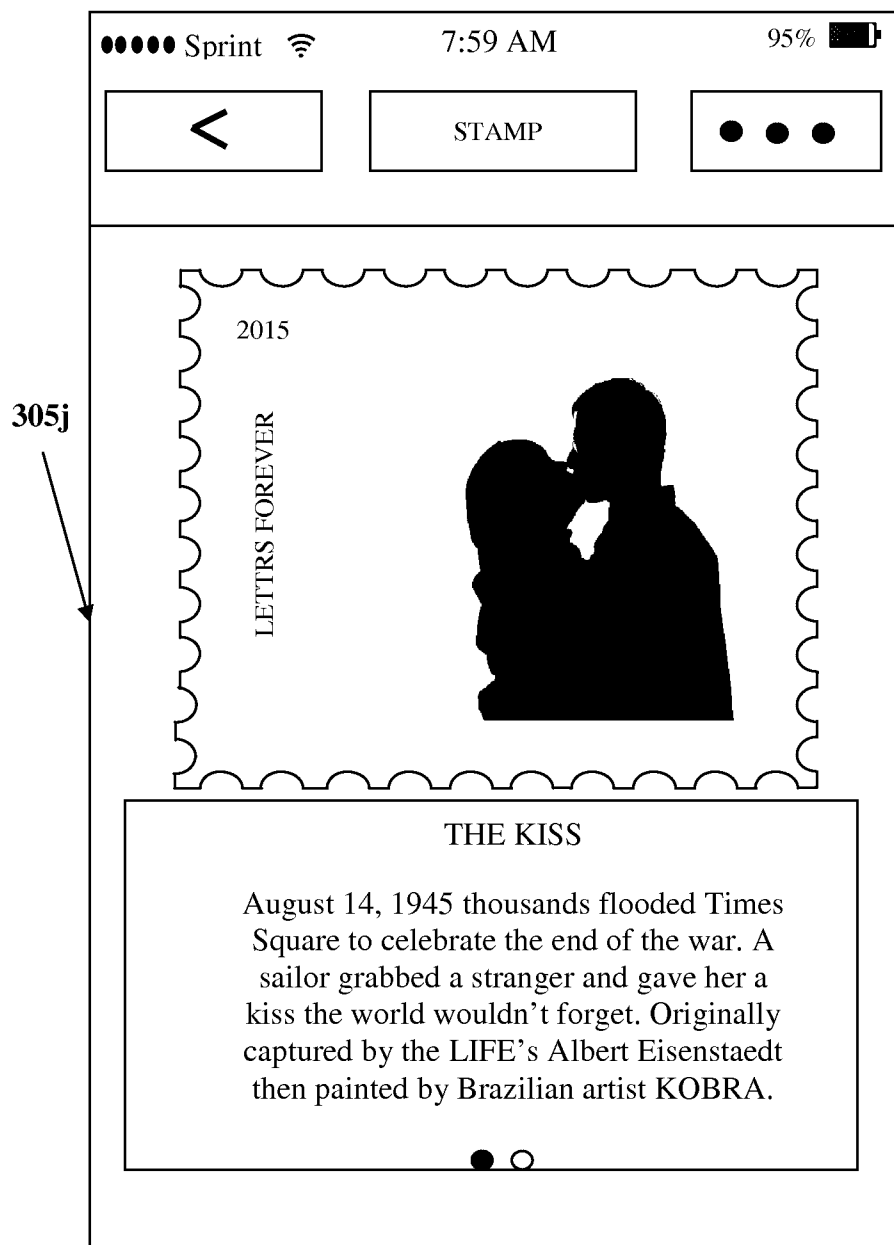 Sprint 7:59 AM 95%
<
STAMP
2015
305j
LETTRS FOREVER
THE KISS
August 14, 1945 thousands flooded Times
Square to celebrate the end of the war. A
sailor grabbed a stranger and gave her a
kiss the world wouldn’t forget. Originally
captured by the LIFE’s Albert Eisenstaedt
then painted by Brazilian artist KOBRA.